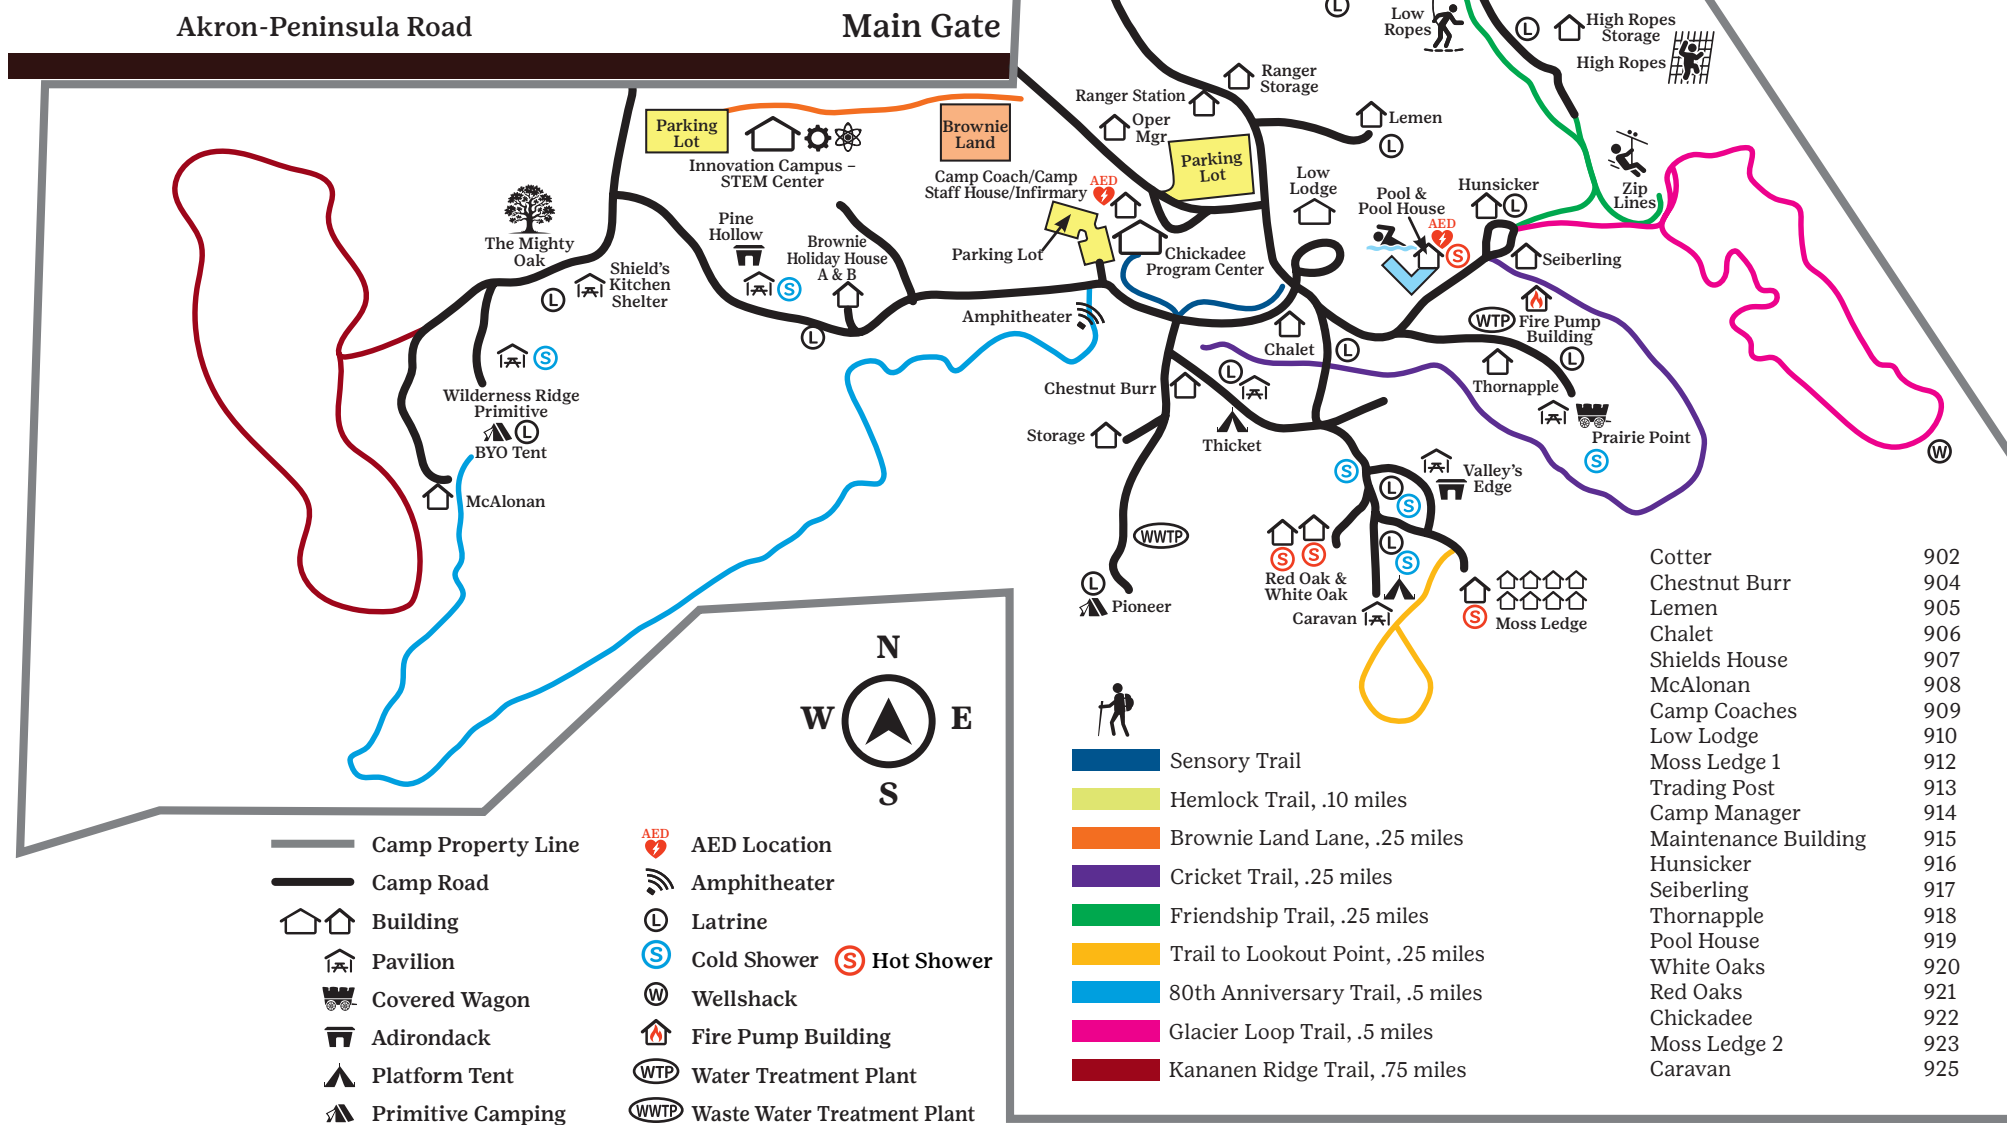 Akron-Peninsula Road
Main Gate
L
Low
Ropes
L
High Ropes
Storage
High Ropes
Ranger
Storage
Ranger Station
Oper
Mgr
Lemen
L
Parking
Lot
Innovation Campus –
STEM Center
Brownie
Land
Parking
Lot
Camp Coach/Camp
Staff House/Infirmary
AED
Low
Lodge
Pool &
Pool House
AED
S
Hunsicker
L
Zip
Lines
The Mighty
Oak
Pine
Hollow
S
Brownie
Holiday House
A & B
Parking Lot
Chickadee
Program Center
Seiberling
Shield's
Kitchen
Shelter
L
L
Amphitheater
Chalet
L
WTP
Fire Pump
Building
L
Thornapple
S
Wilderness Ridge
Primitive
L
BYO Tent
McAlonan
Chestnut Burr
L
Storage
Thicket
Prairie Point
S
W
S
L
S
Valley's
Edge
WWTP
L
S
S
S
Red Oak &
White Oak
Caravan
S
Moss Ledge
L
Pioneer
N
W
E
S
Camp Property Line
Camp Road
Building
Pavilion
Covered Wagon
Adirondack
Platform Tent
Primitive Camping
AED
AED Location
Amphitheater
L Latrine
S Cold Shower
S Hot Shower
W Wellshack
Fire Pump Building
WTP Water Treatment Plant
WWTP Waste Water Treatment Plant
Sensory Trail
Hemlock Trail, .10 miles
Brownie Land Lane, .25 miles
Cricket Trail, .25 miles
Friendship Trail, .25 miles
Trail to Lookout Point, .25 miles
80th Anniversary Trail, .5 miles
Glacier Loop Trail, .5 miles
Kananen Ridge Trail, .75 miles
Cotter 902
Chestnut Burr 904
Lemen 905
Chalet 906
Shields House 907
McAlonan 908
Camp Coaches 909
Low Lodge 910
Moss Ledge 1 912
Trading Post 913
Camp Manager 914
Maintenance Building 915
Hunsicker 916
Seiberling 917
Thornapple 918
Pool House 919
White Oaks 920
Red Oaks 921
Chickadee 922
Moss Ledge 2 923
Caravan 925